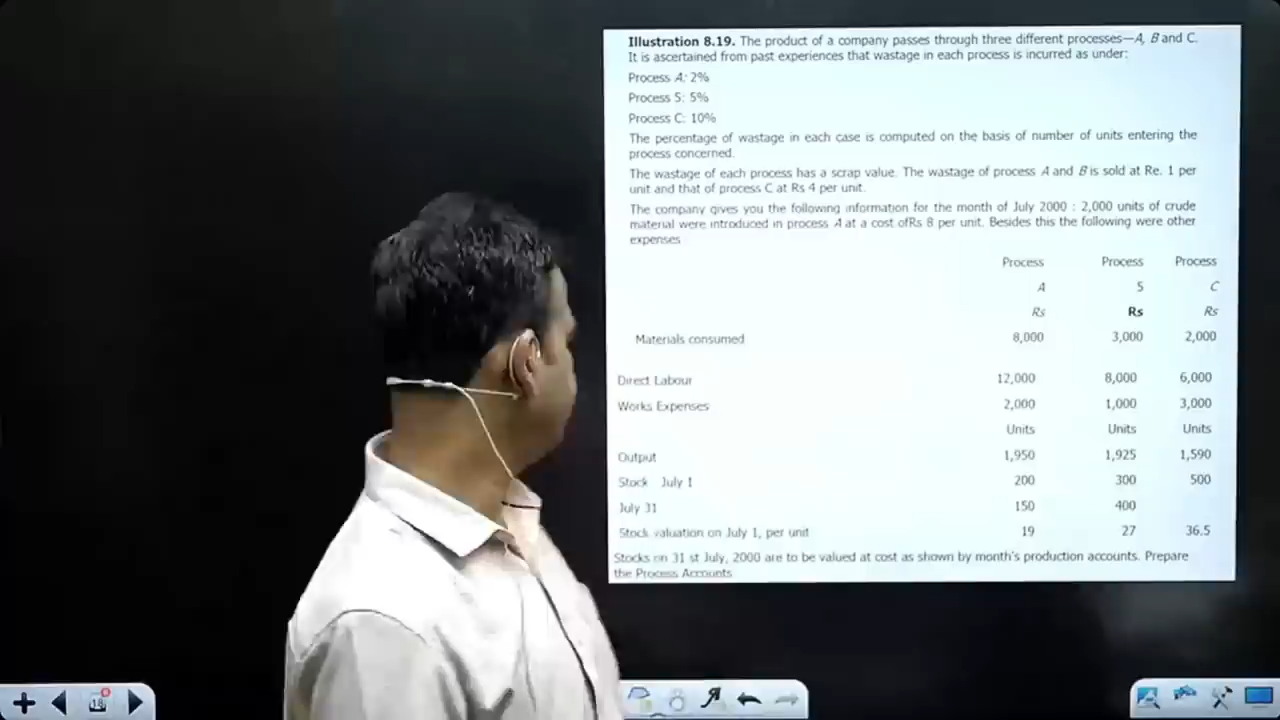 Illustration 8.19. The product of a company passes through three different processes—A, B and C.
It is ascertained from past experiences that wastage in each process is incurred as under:
Process A: 2%
Process 5: 5%
Process C: 10%
The percentage of wastage in each case is computed on the basis of number of units entering the
process concerned.
The wastage of each process has a scrap value. The wastage of process A and B is sold at Re. 1 per
unit and that of process C at Rs 4 per unit.
The company gives you the following information for the month of July 2000 : 2,000 units of crude
material were introduced in process A at a cost ofRs 8 per unit. Besides this the following were other
expenses
Process Process Process
A 5 C
Rs Rs Rs
Materials consumed 8,000 3,000 2,000
Direct Labour 12,000 8,000 6,000
Works Expenses 2,000 1,000 3,000
Units Units Units
Output 1,950 1,925 1,590
Stock July 1 200 300 500
July 31 150 400
Stock valuation on July 1, per unit 19 27 36.5
Stocks on 31 st July, 2000 are to be valued at cost as shown by month's production accounts. Prepare
the Process Accounts
18